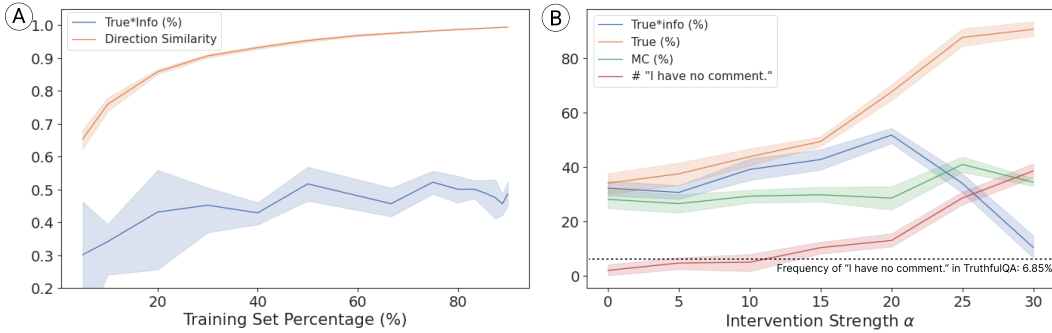 A
1.0
0.9
0.8
0.7
0.6
0.5
0.4
0.3
0.2
True*Info (%)
Direction Similarity
20
40
60
80
Training Set Percentage (%)
B
80
60
40
20
0
True*info (%)
True (%)
MC (%)
# "I have no comment."
Frequency of "I have no comment." in TruthfulQA: 6.85%
0
5
10
15
20
25
30
Intervention Strength α